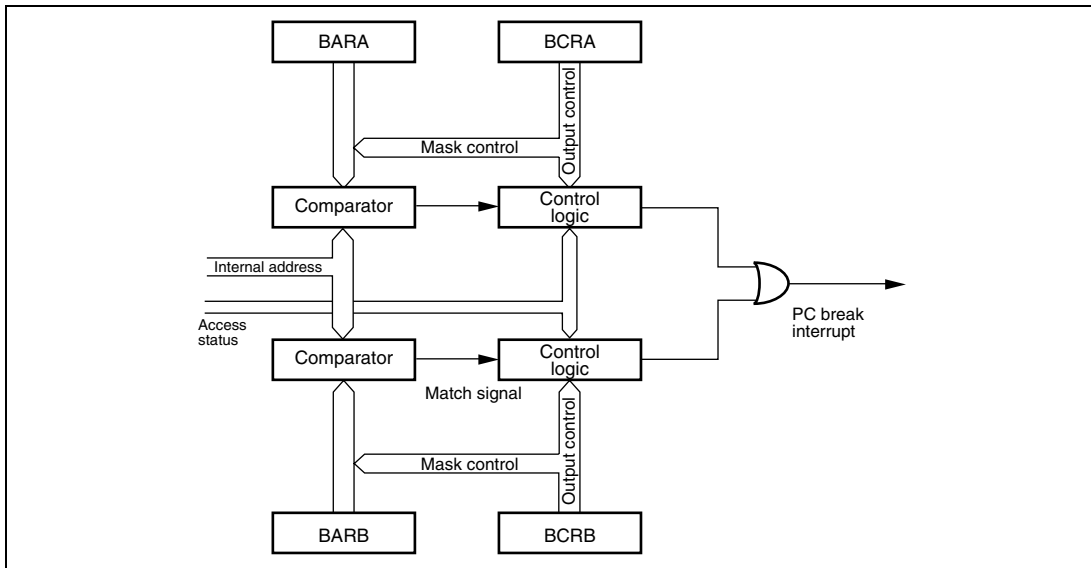 BARA
BCRA
Output control
Mask control
Comparator
Control
logic
Internal address
Access
status
PC break
interrupt
Comparator
Control
logic
Match signal
Output control
Mask control
BARB
BCRB